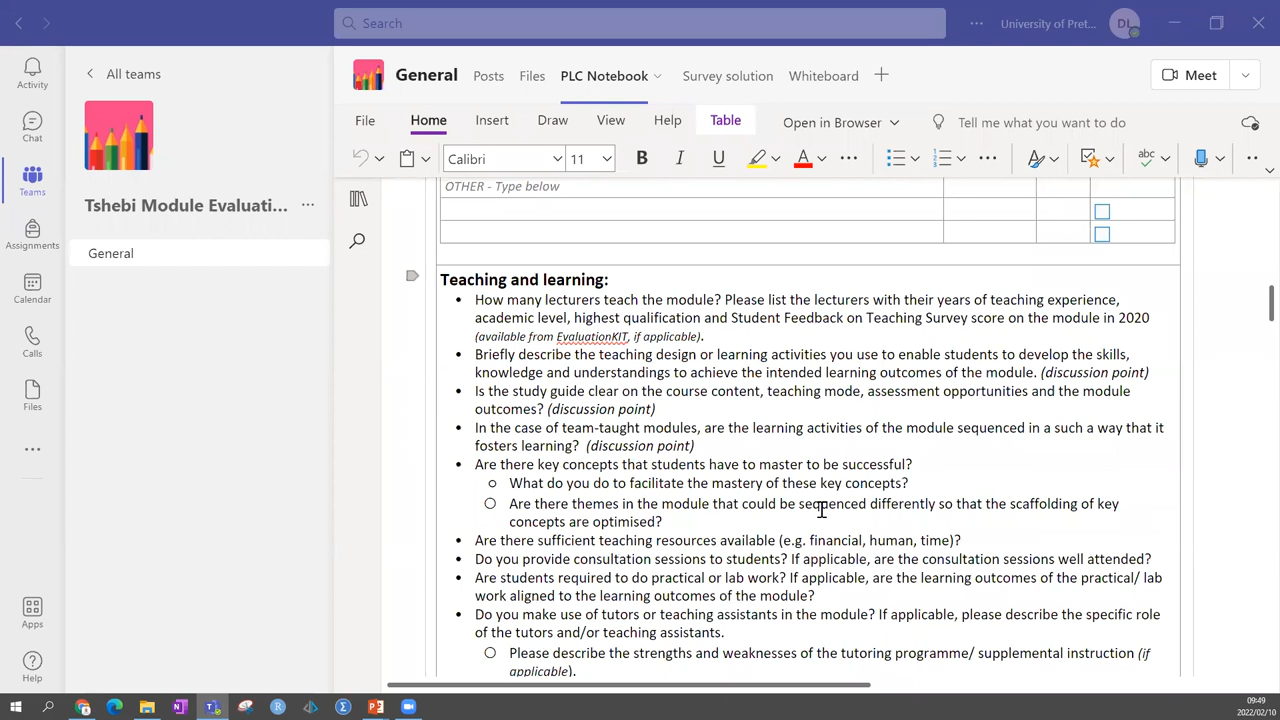 Search
University of Pret...
DL
Activity
Chat
Teams
Assignments
Calendar
Calls
Files
Apps
Help
All teams
Tshebi Module Evaluati...
General
General
Posts
Files
PLC Notebook
Survey solution
Whiteboard
Meet
File
Home
Insert
Draw
View
Help
Table
Open in Browser
Tell me what you want to do
Calibri
11
B
I
U
A
abc
OTHER - Type below
Teaching and learning:
• How many lecturers teach the module? Please list the lecturers with their years of teaching experience,
academic level, highest qualification and Student Feedback on Teaching Survey score on the module in 2020
(available from EvaluationKIT, if applicable).
• Briefly describe the teaching design or learning activities you use to enable students to develop the skills,
knowledge and understandings to achieve the intended learning outcomes of the module. (discussion point)
• Is the study guide clear on the course content, teaching mode, assessment opportunities and the module
outcomes? (discussion point)
• In the case of team-taught modules, are the learning activities of the module sequenced in a such a way that it
fosters learning? (discussion point)
• Are there key concepts that students have to master to be successful?
○ What do you do to facilitate the mastery of these key concepts?
○ Are there themes in the module that could be sequenced differently so that the scaffolding of key
concepts are optimised?
• Are there sufficient teaching resources available (e.g. financial, human, time)?
• Do you provide consultation sessions to students? If applicable, are the consultation sessions well attended?
• Are students required to do practical or lab work? If applicable, are the learning outcomes of the practical/ lab
work aligned to the learning outcomes of the module?
• Do you make use of tutors or teaching assistants in the module? If applicable, please describe the specific role
of the tutors and/or teaching assistants.
○ Please describe the strengths and weaknesses of the tutoring programme/ supplemental instruction (if
applicable).
09:49
2022/02/10